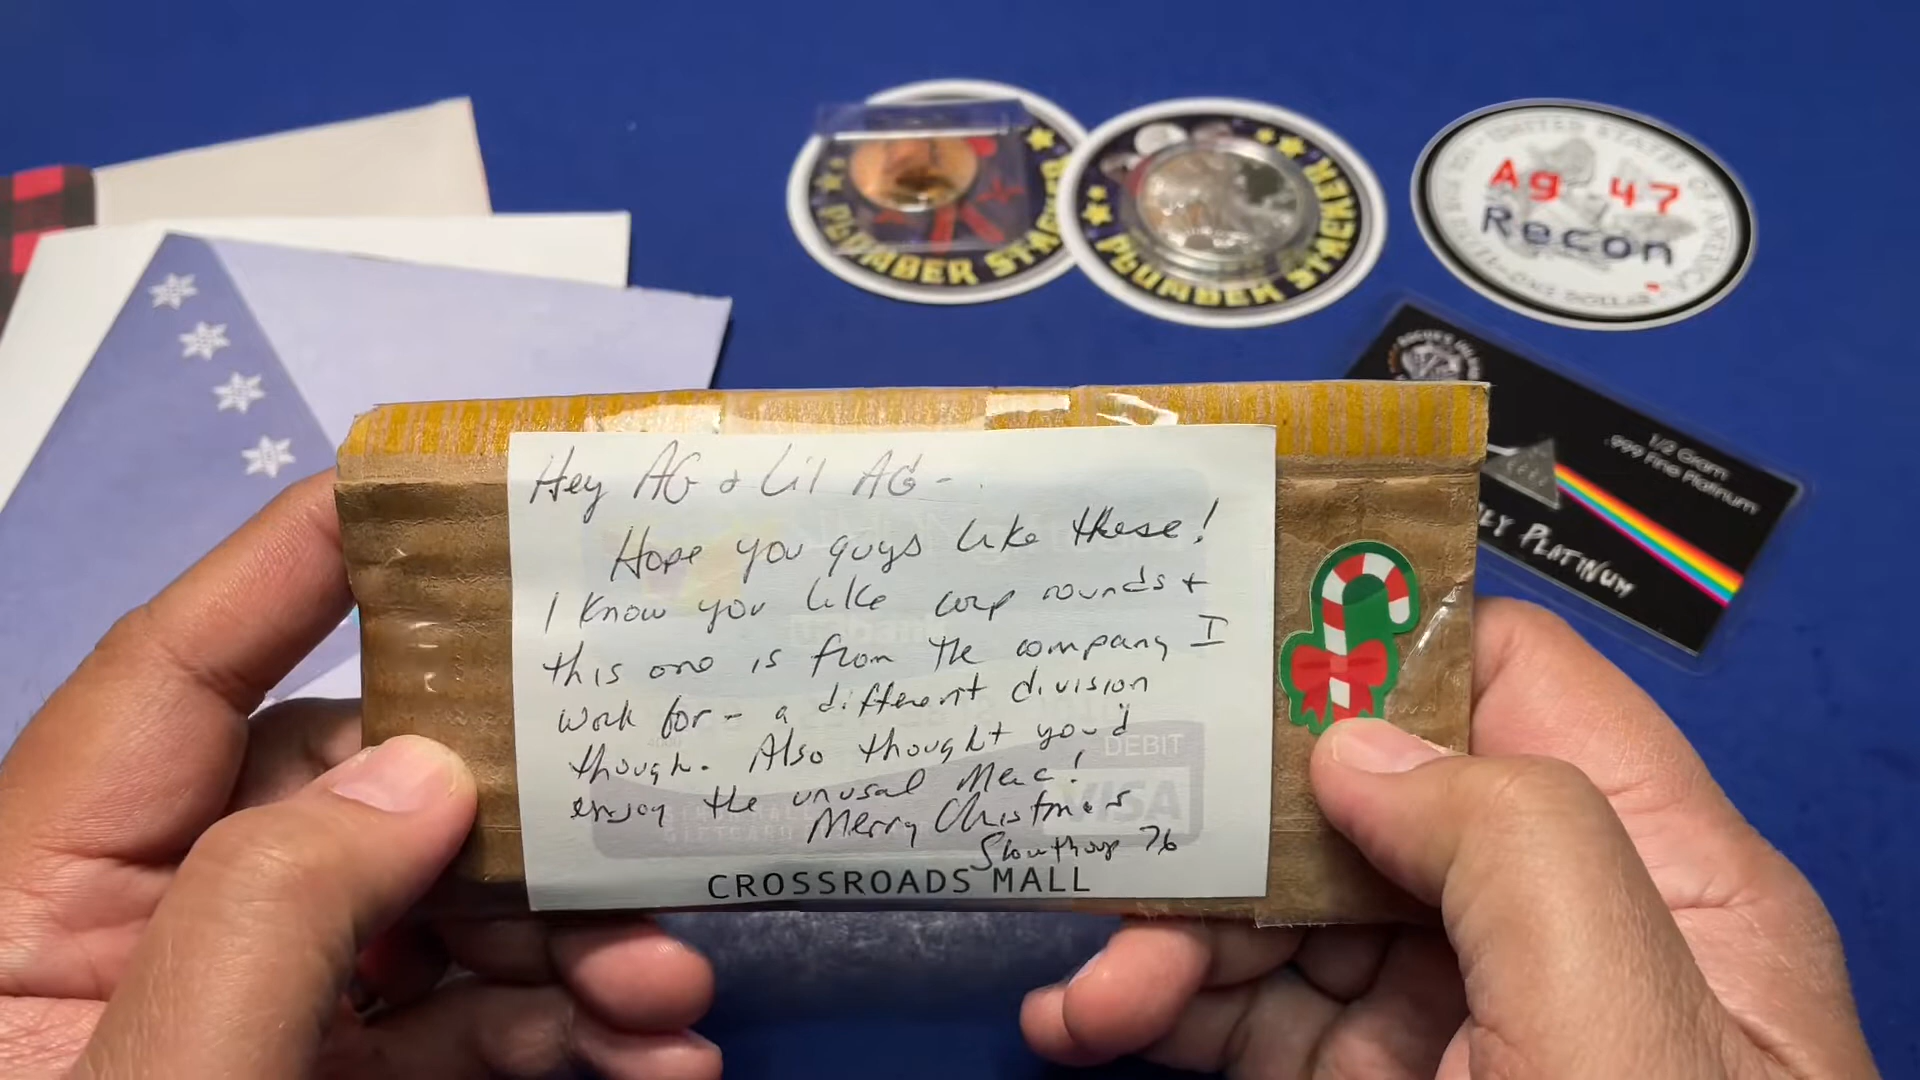 PLUMBER STACKER
PLUMBER STACKER
UNITED STATES OF AMERICA
Ag 47
Recon
ONE DOLLAR
1/2 Gram
.999 Fine Platinum
PLATINUM
Hey AG & Lil AG -
Hope you guys like these!
I know you like corp rounds +
this one is from the company I
work for - a different division
though. Also thought you'd
enjoy the unusual Merc!
Merry Christmas
76
DEBIT
VISA
GIFTCARD
CROSSROADS MALL